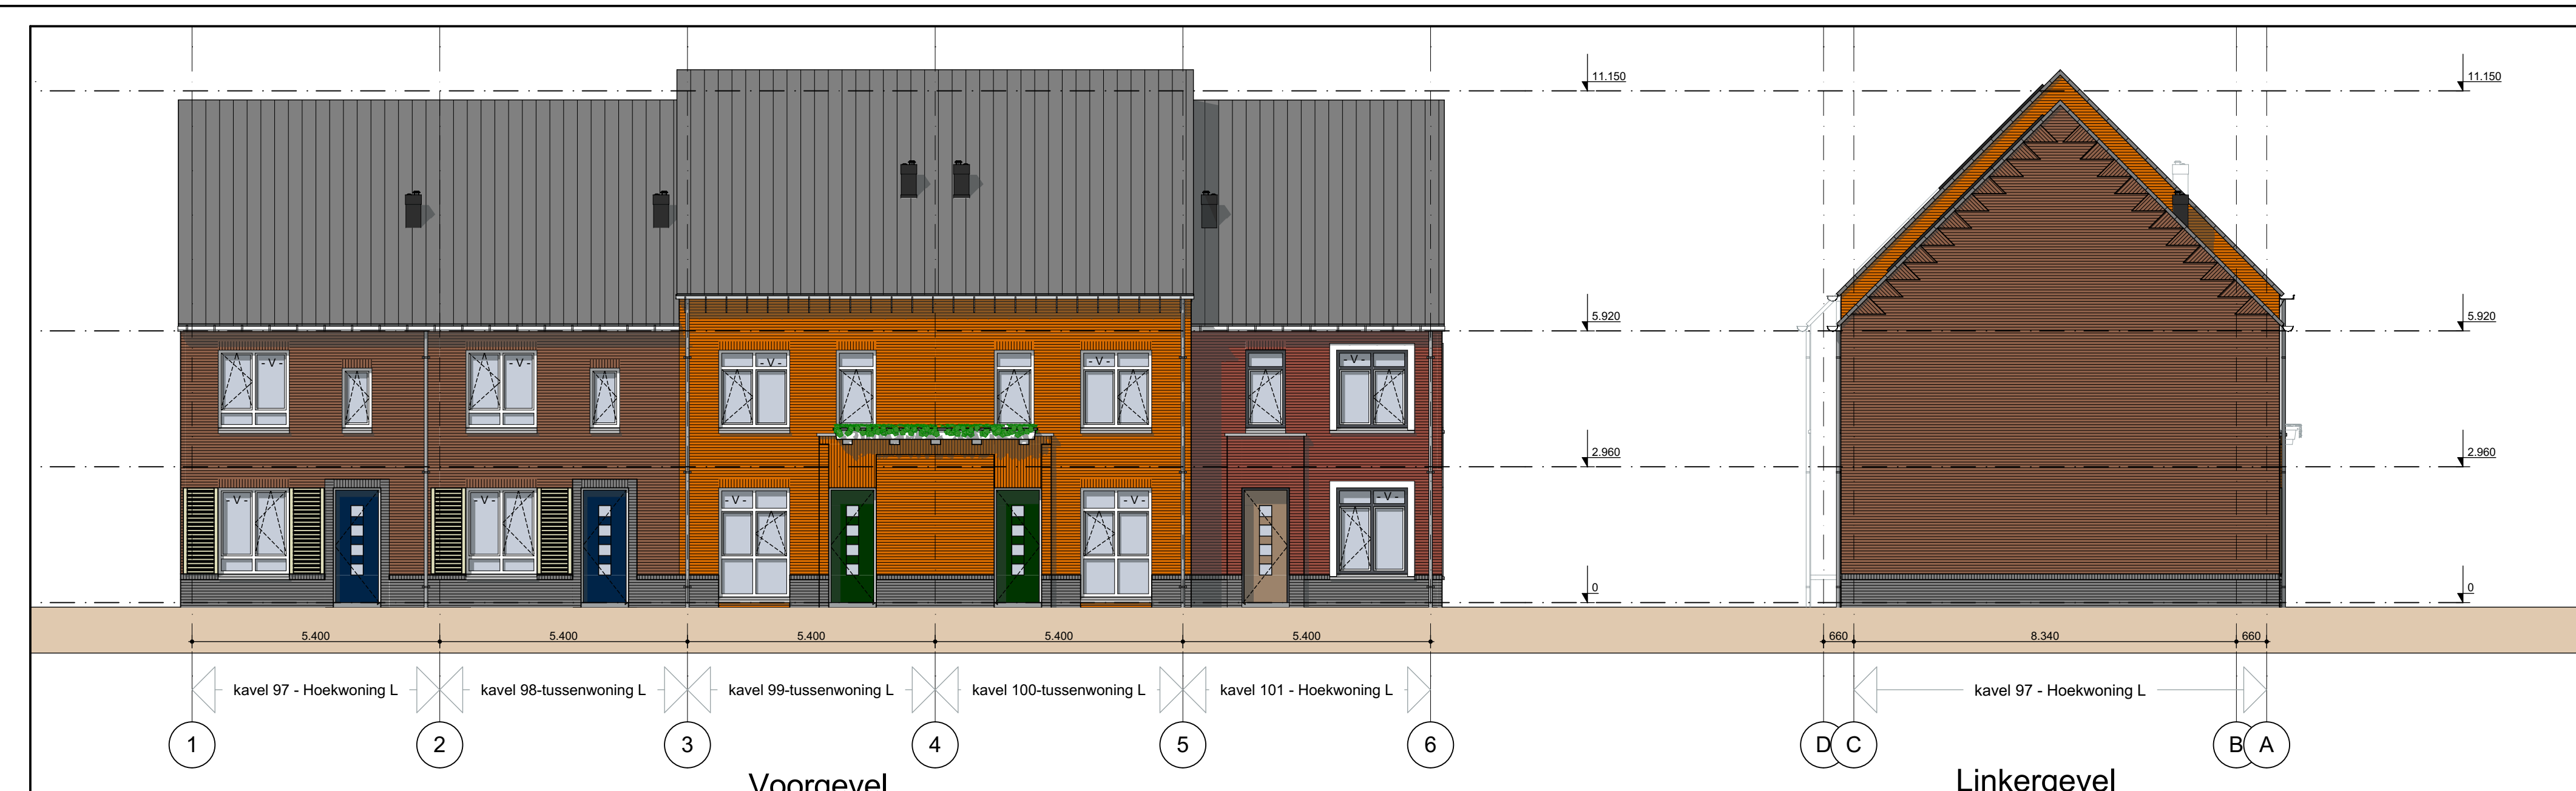 11.150
11.150
5.920
5.920
- V -
- V -
- V -
- V -
- V -
2.960
2.960
- V -
- V -
- V -
- V -
- V -
0
0
5.400
5.400
5.400
5.400
5.400
660
8.340
660
kavel 97 - Hoekwoning L
kavel 98-tussenwoning L
kavel 99-tussenwoning L
kavel 100-tussenwoning L
kavel 101 - Hoekwoning L
kavel 97 - Hoekwoning L
1
2
3
4
5
6
D
C
B
A
Voorgevel
Linkergevel